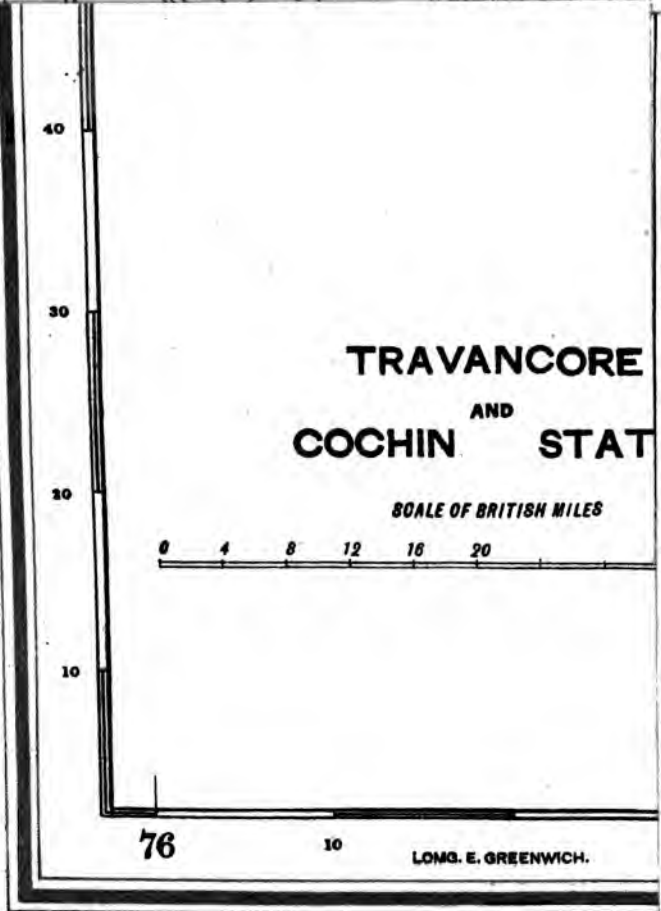 40
30
TRAVANCORE
AND
COCHIN STAT
20
SCALE OF BRITISH MILES
0 4 8 12 16 20
10
76 10
LONG. E. GREENWICH.